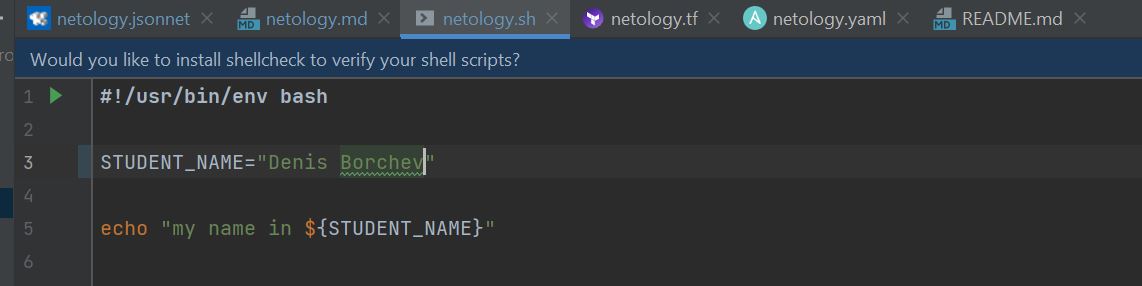 netology.jsonnet netology.md netology.sh netology.tf netology.yaml README.md
Would you like to install shellcheck to verify your shell scripts?
1 #!/usr/bin/env bash
2
3 STUDENT_NAME="Denis Borchev"
4
5 echo "my name in ${STUDENT_NAME}"
6